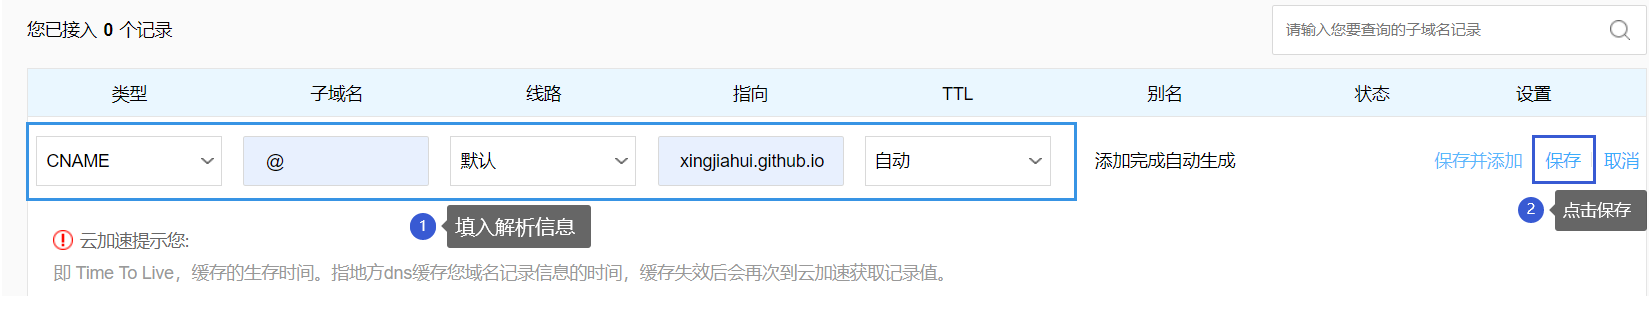 您已接入 0 个记录
请输入您要查询的子域名记录
类型 子域名 线路 指向 TTL 别名 状态 设置
CNAME @ 默认 xingjiahui.github.io 自动 添加完成自动生成 保存并添加 保存 取消
1 填入解析信息
2 点击保存
云加速提示您:
即 Time To Live，缓存的生存时间。指地方dns缓存您域名记录信息的时间，缓存失效后会再次到云加速获取记录值。